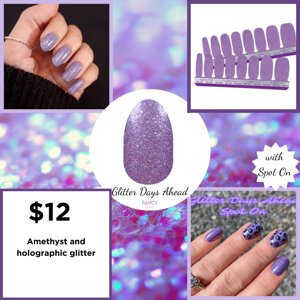 with
Spot On
Glitter Days Ahead
FANCY
$12
Amethyst and
holographic glitter
Glitter Days Ahead
Spot On